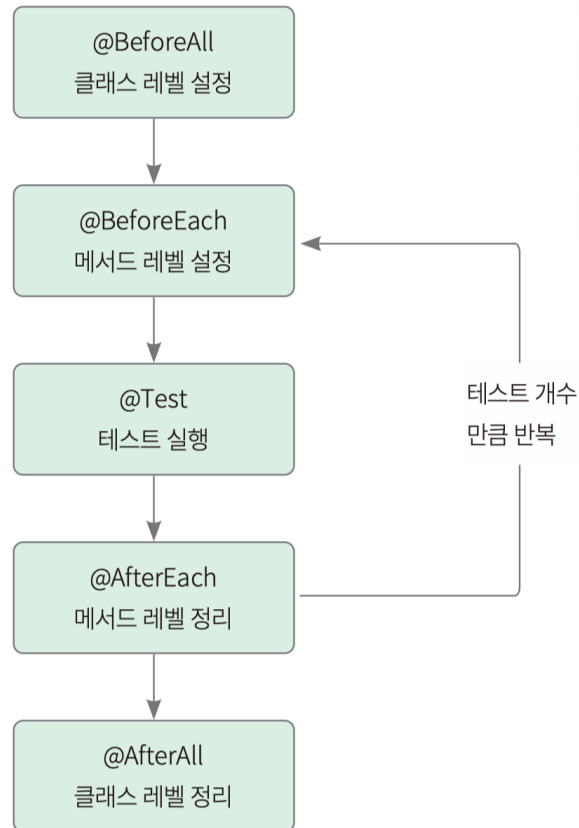 @BeforeAll
클래스 레벨 설정
@BeforeEach
메서드 레벨 설정
@Test
테스트 실행
테스트 개수
만큼 반복
@AfterEach
메서드 레벨 정리
@AfterAll
클래스 레벨 정리